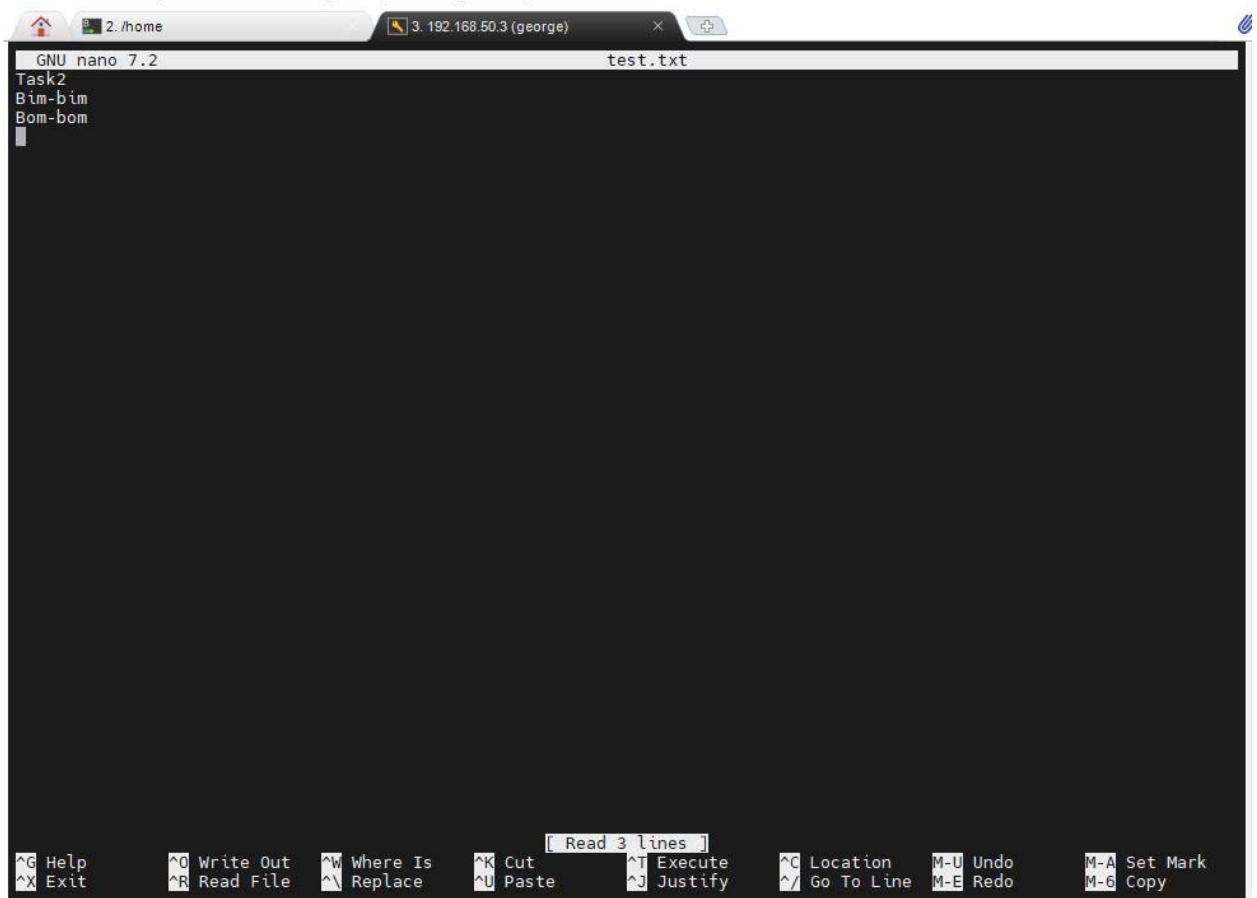 2. /home 3. 192.168.50.3 (george)
GNU nano 7.2 test.txt
Task2
Bim-bim
Bom-bom
[ Read 3 lines ]
^G Help ^O Write Out ^W Where Is ^K Cut ^T Execute ^C Location M-U Undo M-A Set Mark
^X Exit ^R Read File ^\ Replace ^U Paste ^J Justify ^/ Go To Line M-E Redo M-6 Copy